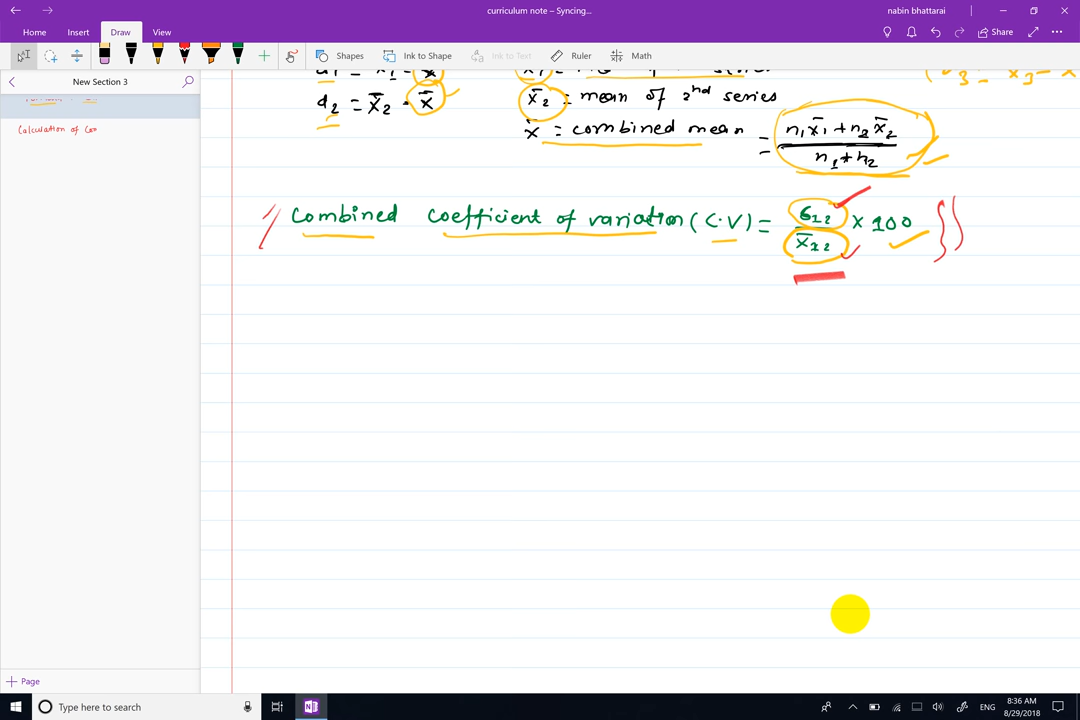 curriculum note – Syncing...
nabin bhattarai
Home Insert Draw View
Share
Shapes Ink to Shape Ink to Text Ruler Math
New Section 3
Calculation of
d₂ = x̄₂ - x̄
x̄₂ = mean of 2nd series
x̄ = combined mean = n₁x̄₁ + n₂x̄₂ / n₁+n₂
Combined coefficient of variation (C.V) = σ₁₂ / x̄₁₂ × 100
+ Page
Type here to search
ENG
8:36 AM
8/29/2018